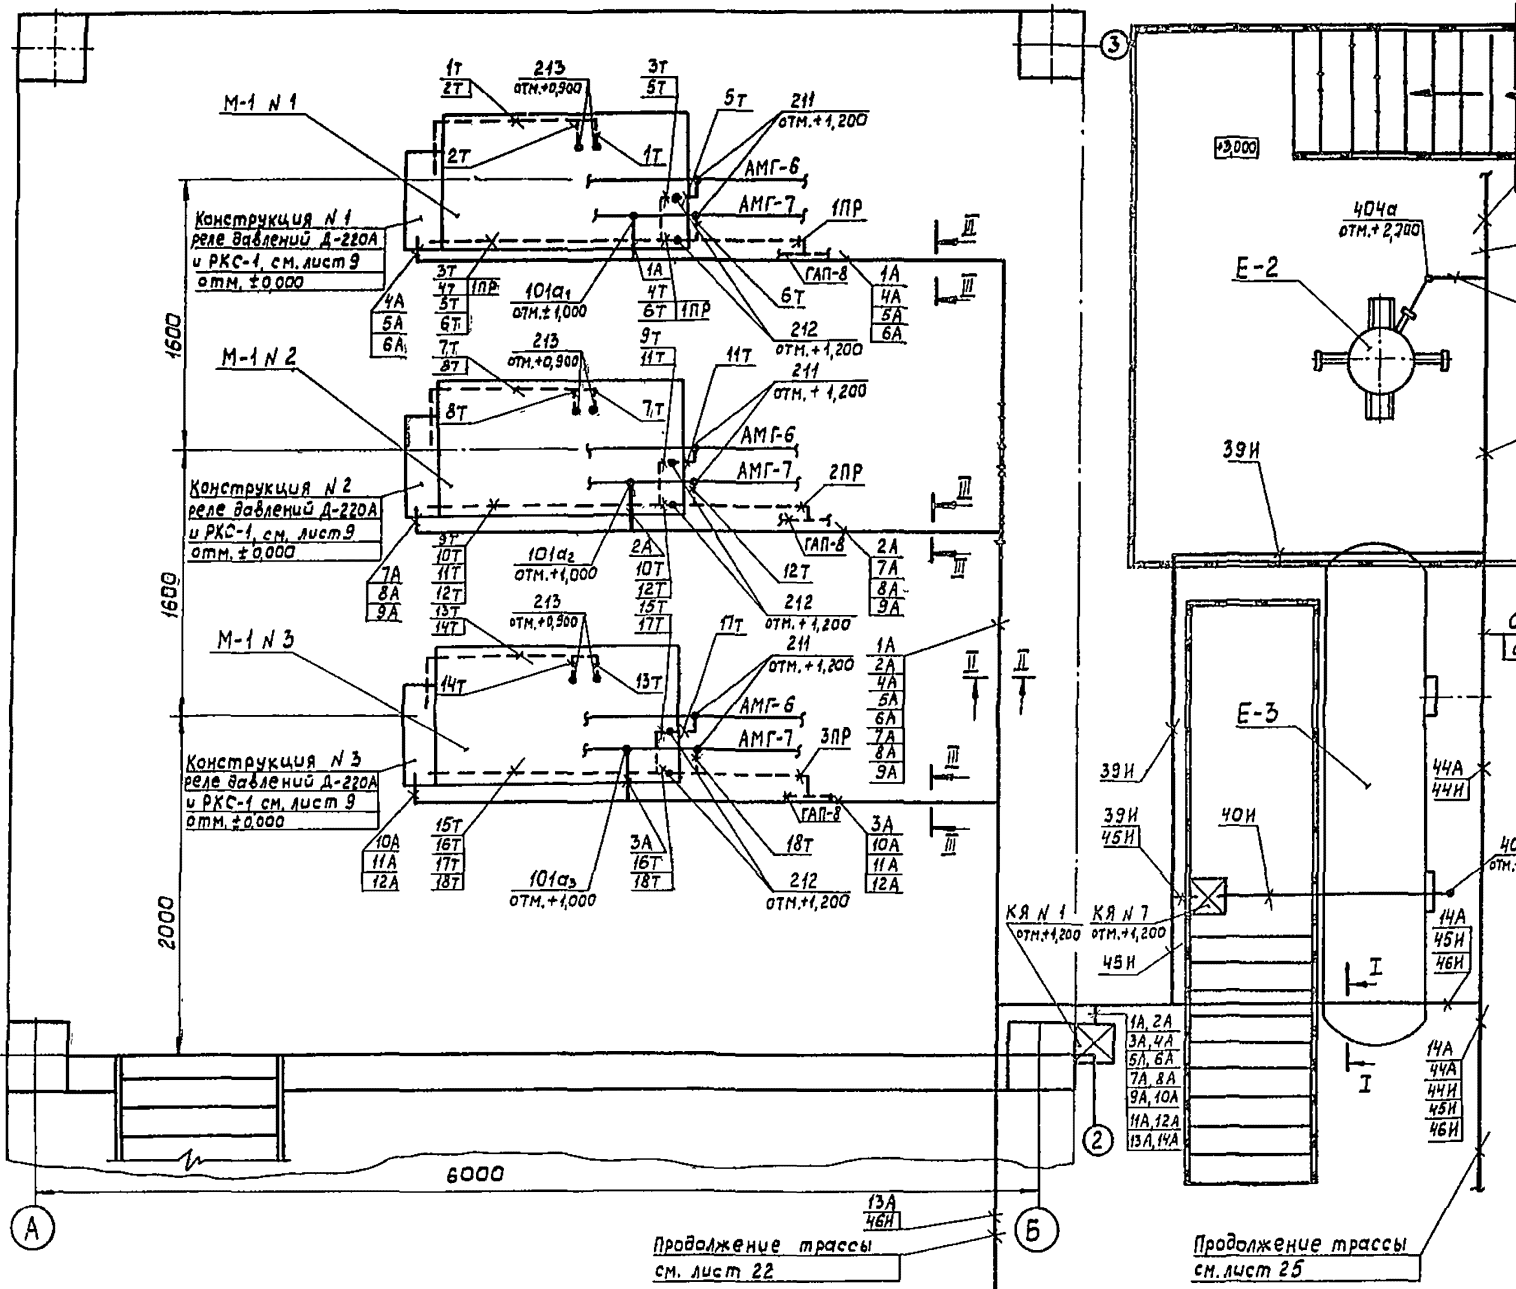 1Т
2Т
213
отм.+0,900
3Т
5Т
5Т
211
отм.+1,200
3
М-1 N 1
2Т
1Т
АМГ-6
АМГ-7
1ПР
ГАП-8
III
III
+3,000
404а
отм.+2,700
Е-2
Конструкция N 1
реле давлений Д-220А
и РКС-1, см. лист 9
отм. ±0,000
4А
5А
6А
3Т
4Т
5Т
6Т
1ПР
101а₁
отм.±1,000
1А
4Т
6Т
1ПР
6Т
212
отм.+1,200
1А
4А
5А
6А
1600
М-1 N 2
7Т
8Т
213
отм.+0,900
9Т
11Т
11Т
211
отм.+1,200
8Т
7Т
АМГ-6
АМГ-7
2ПР
ГАП-8
III
III
39И
Конструкция N 2
реле давлений Д-220А
и РКС-1, см. лист 9
отм. ±0,000
7А
8А
9А
9Т
10Т
11Т
12Т
101а₂
отм.+1,000
2А
10Т
12Т
12Т
212
отм.+1,200
2А
7А
8А
9А
1600
М-1 N 3
13Т
14Т
213
отм.+0,900
15Т
17Т
17Т
211
отм.+1,200
14Т
13Т
АМГ-6
АМГ-7
3ПР
ГАП-8
1А
2А
4А
5А
6А
7А
8А
9А
II
II
III
III
Е-3
39И
44А
44И
Конструкция N 3
реле давлений Д-220А
и РКС-1 см. лист 9
отм. ±0,000
10А
11А
12А
15Т
16Т
17Т
18Т
101а₃
отм.+1,000
3А
16Т
18Т
18Т
212
отм.+1,200
3А
10А
11А
12А
39И
45И
40И
2000
КЯ N 1
отм.+1,200
КЯ N 7
отм.+1,200
45И
14А
45И
46И
I
I
1А, 2А
3А, 4А
5А, 6А
7А, 8А
9А, 10А
11А, 12А
13А, 14А
14А
44А
44И
45И
46И
2
6000
А
Б
13А
46И
Продолжение трассы
см. лист 22
Продолжение трассы
см. лист 25